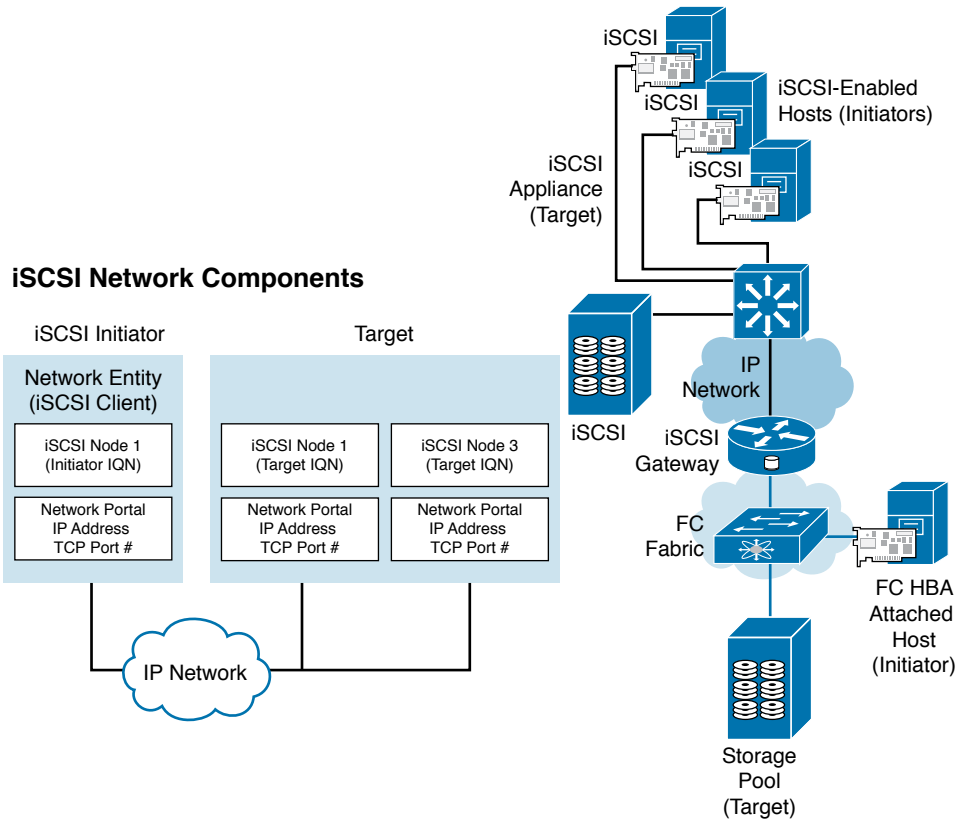 iSCSI Network Components
iSCSI Initiator
Network Entity
(iSCSI Client)
iSCSI Node 1
(Initiator IQN)
Network Portal
IP Address
TCP Port #
Target
iSCSI Node 1
(Target IQN)
Network Portal
IP Address
TCP Port #
iSCSI Node 3
(Target IQN)
Network Portal
IP Address
TCP Port #
IP Network
iSCSI
iSCSI
iSCSI
iSCSI-Enabled
Hosts (Initiators)
iSCSI
Appliance
(Target)
iSCSI
IP
Network
iSCSI
Gateway
FC
Fabric
FC HBA
Attached
Host
(Initiator)
Storage
Pool
(Target)